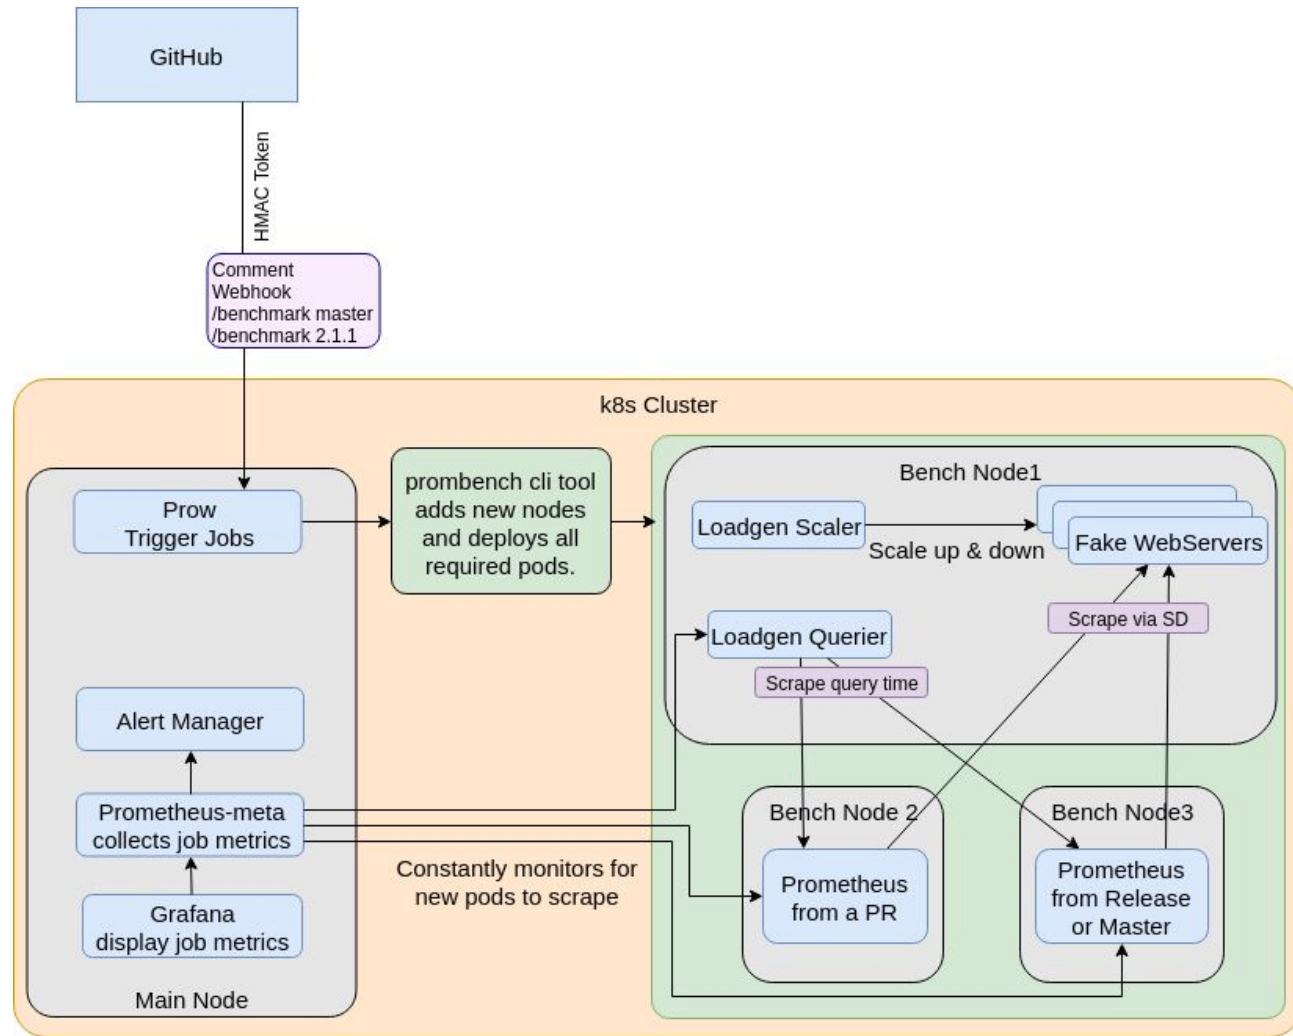 GitHub
HMAC Token
Comment
Webhook
/benchmark master
/benchmark 2.1.1
k8s Cluster
Prow
Trigger Jobs
prombench cli tool
adds new nodes
and deploys all
required pods.
Bench Node1
Loadgen Scaler
Scale up & down
Fake WebServers
Scrape via SD
Loadgen Querier
Scrape query time
Alert Manager
Prometheus-meta
collects job metrics
Grafana
display job metrics
Main Node
Constantly monitors for
new pods to scrape
Bench Node 2
Prometheus
from a PR
Bench Node3
Prometheus
from Release
or Master